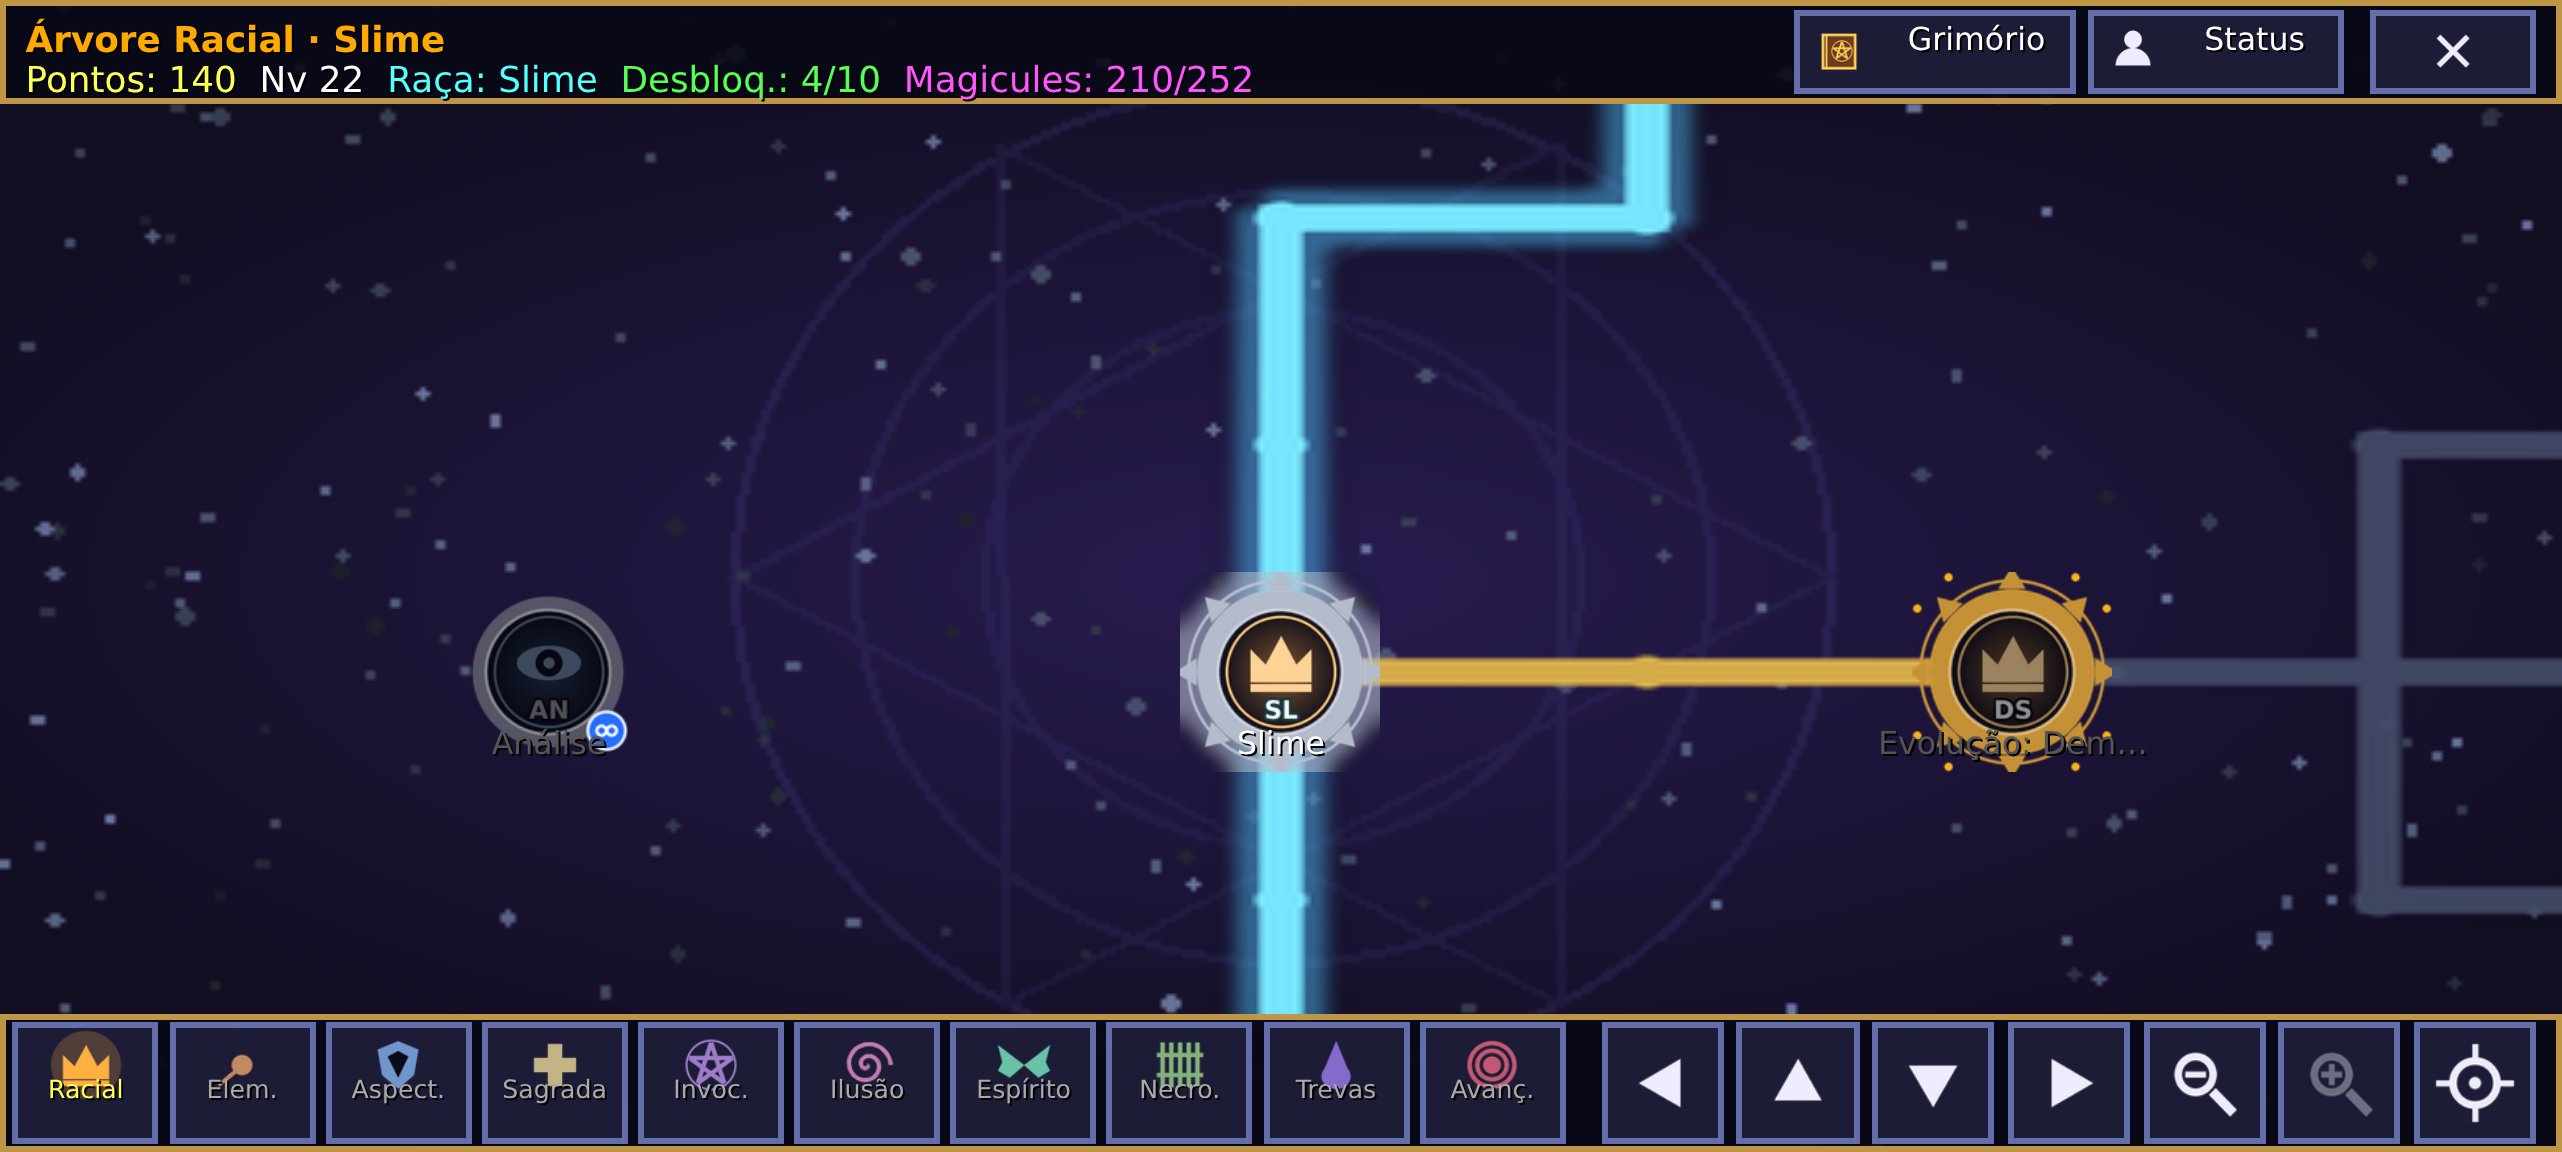 Árvore Racial · Slime
Pontos: 140 Nv 22 Raça: Slime Desbloq.: 4/10 Magicules: 210/252
Grimório
Status
AN
Análise
SL
Slime
DS
Evolução: Dem...
Racial
Elem.
Aspect.
Sagrada
Invoc.
Ilusão
Espírito
Necro.
Trevas
Avanç.